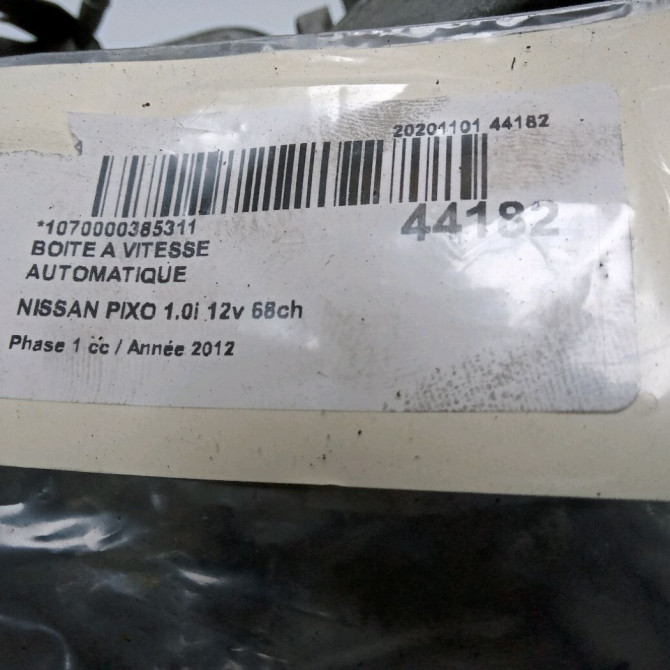 20201101 44182
*1070000385311
44182
BOITE A VITESSE
AUTOMATIQUE
NISSAN PIXO 1.0i 12v 68ch
Phase 1 cc / Année 2012